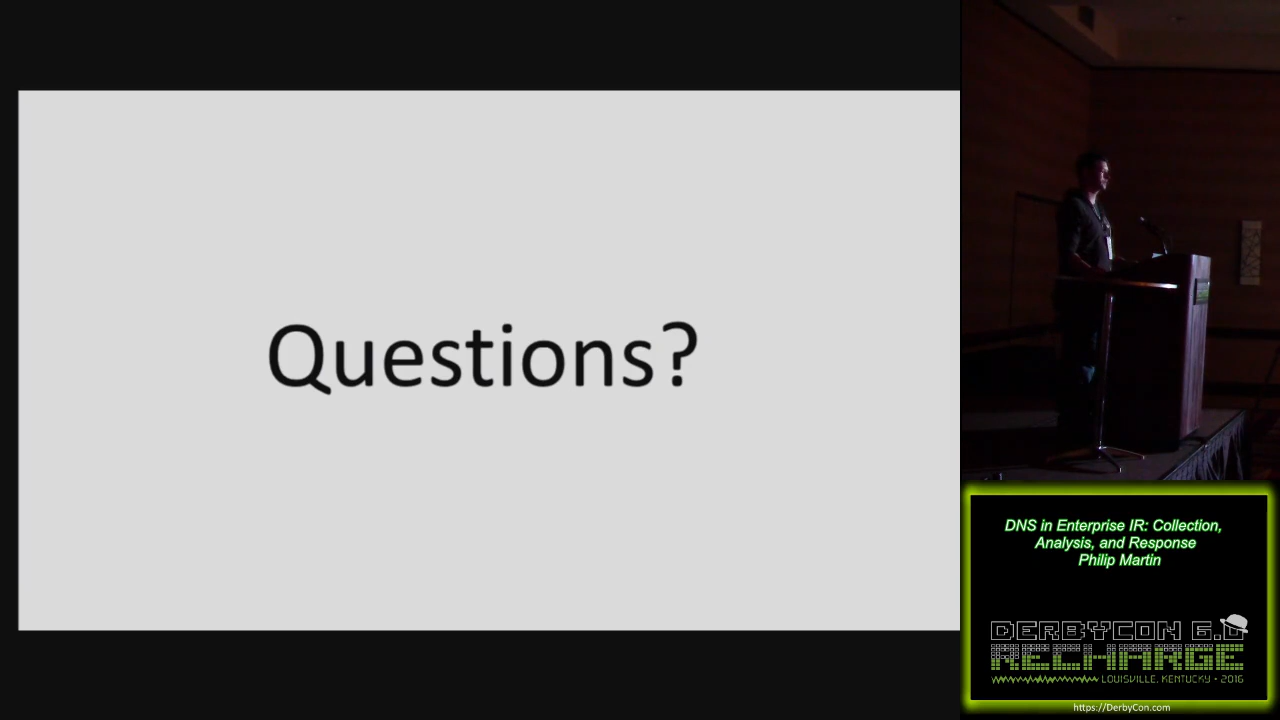 Questions?
DNS in Enterprise IR: Collection,
Analysis, and Response
Philip Martin
DERBYCON 6.0
RECHARGE
LOUISVILLE, KENTUCKY • 2016
https://DerbyCon.com